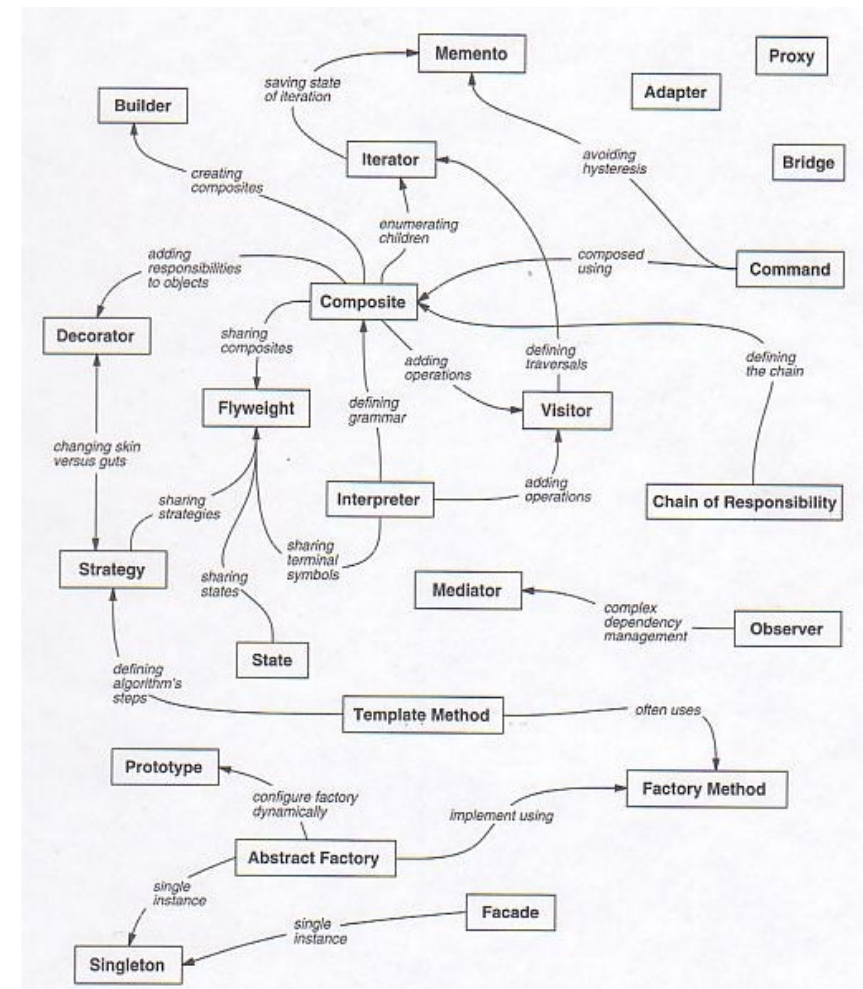 Memento
Proxy
Adapter
saving state
of iteration
Builder
Iterator
avoiding
hysteresis
Bridge
creating
composites
enumerating
children
adding
responsibilities
to objects
composed
using
Command
Composite
Decorator
sharing
composites
adding
operations
defining
traversals
defining
the chain
Flyweight
defining
grammar
Visitor
changing skin
versus guts
sharing
strategies
Interpreter
adding
operations
Chain of Responsibility
Strategy
sharing
states
sharing
terminal
symbols
Mediator
complex
dependency
management
Observer
State
defining
algorithm's
steps
Template Method
often uses
Prototype
configure factory
dynamically
implement using
Factory Method
Abstract Factory
single
instance
single
instance
Facade
Singleton